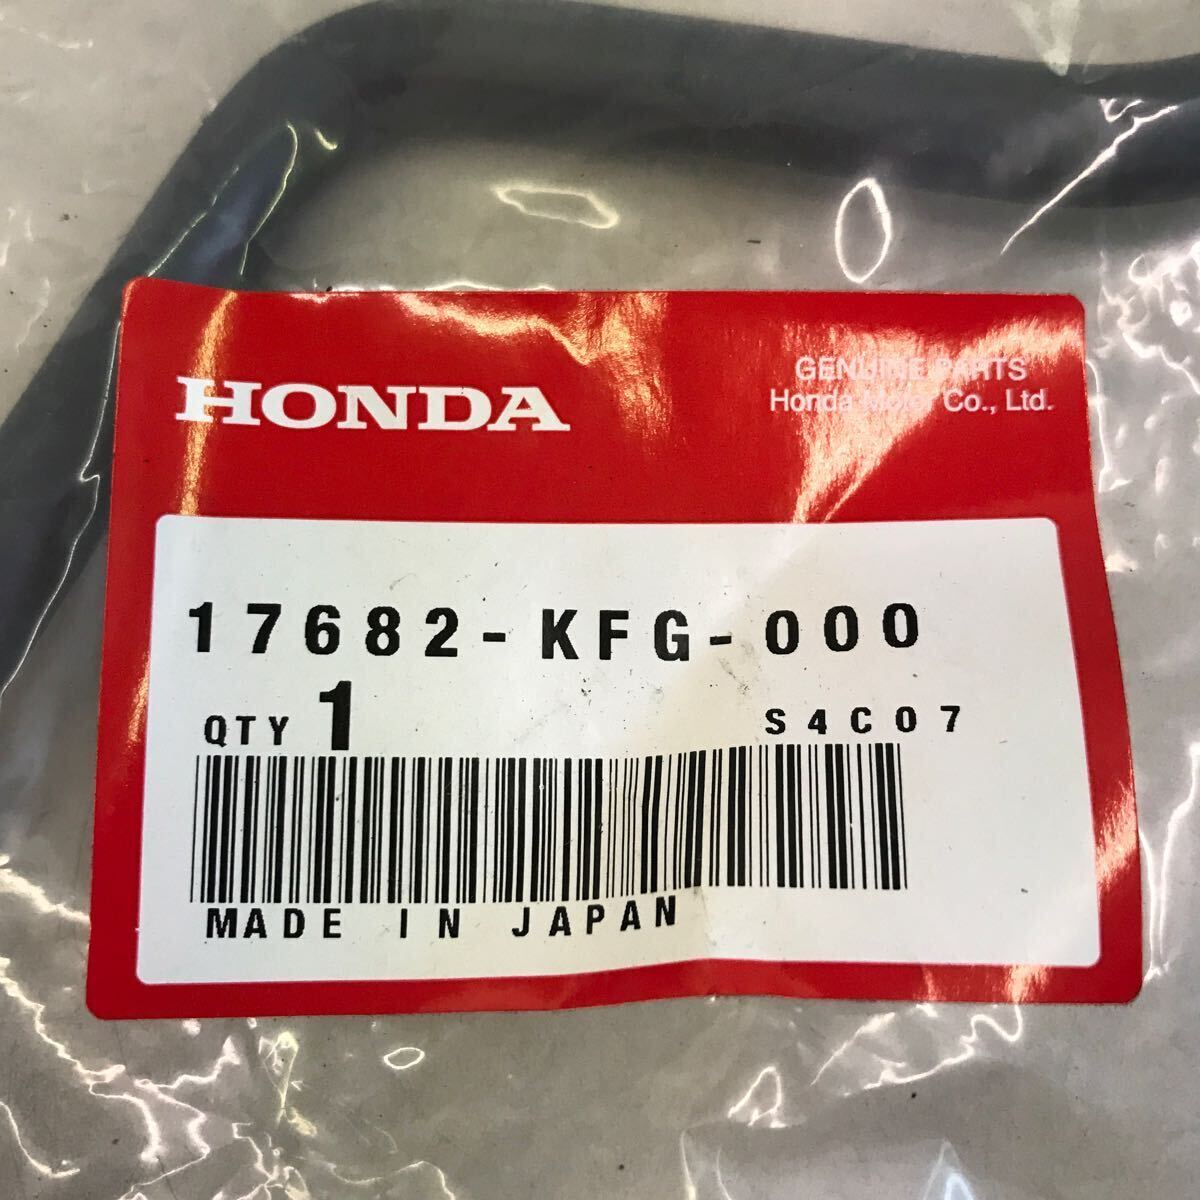 HONDA
GENUINE PARTS
Honda Motor Co., Ltd.
17682-KFG-000
QTY 1
S4C07
MADE IN JAPAN